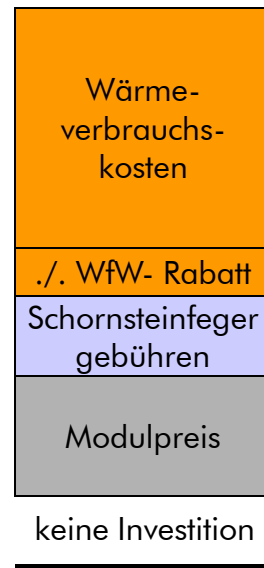 Wärme-
verbrauchs-
kosten
./. WfW- Rabatt
Schornsteinfeger
gebühren
Modulpreis
keine Investition